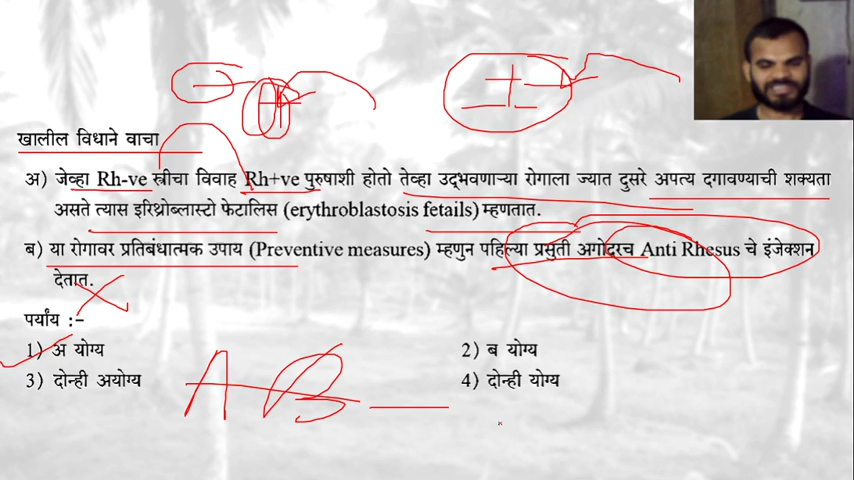 खालील विधाने वाचा
अ) जेव्हा Rh-ve स्त्रीचा विवाह Rh+ve पुरुषाशी होतो तेव्हा उद्‌भवणाऱ्या रोगाला ज्यात दुसरे अपत्य दगावण्याची शक्यता
असते त्यास इरिथ्रोब्लास्टो फेटालिस (erythroblastosis fetails) म्हणतात.
ब) या रोगावर प्रतिबंधात्मक उपाय (Preventive measures) म्हणुन पहिल्या प्रसुती अगोदरच Anti Rhesus चे इंजेक्शन
देतात.
पर्याय :-
1) अ योग्य 2) ब योग्य
3) दोन्ही अयोग्य 4) दोन्ही योग्य
A B